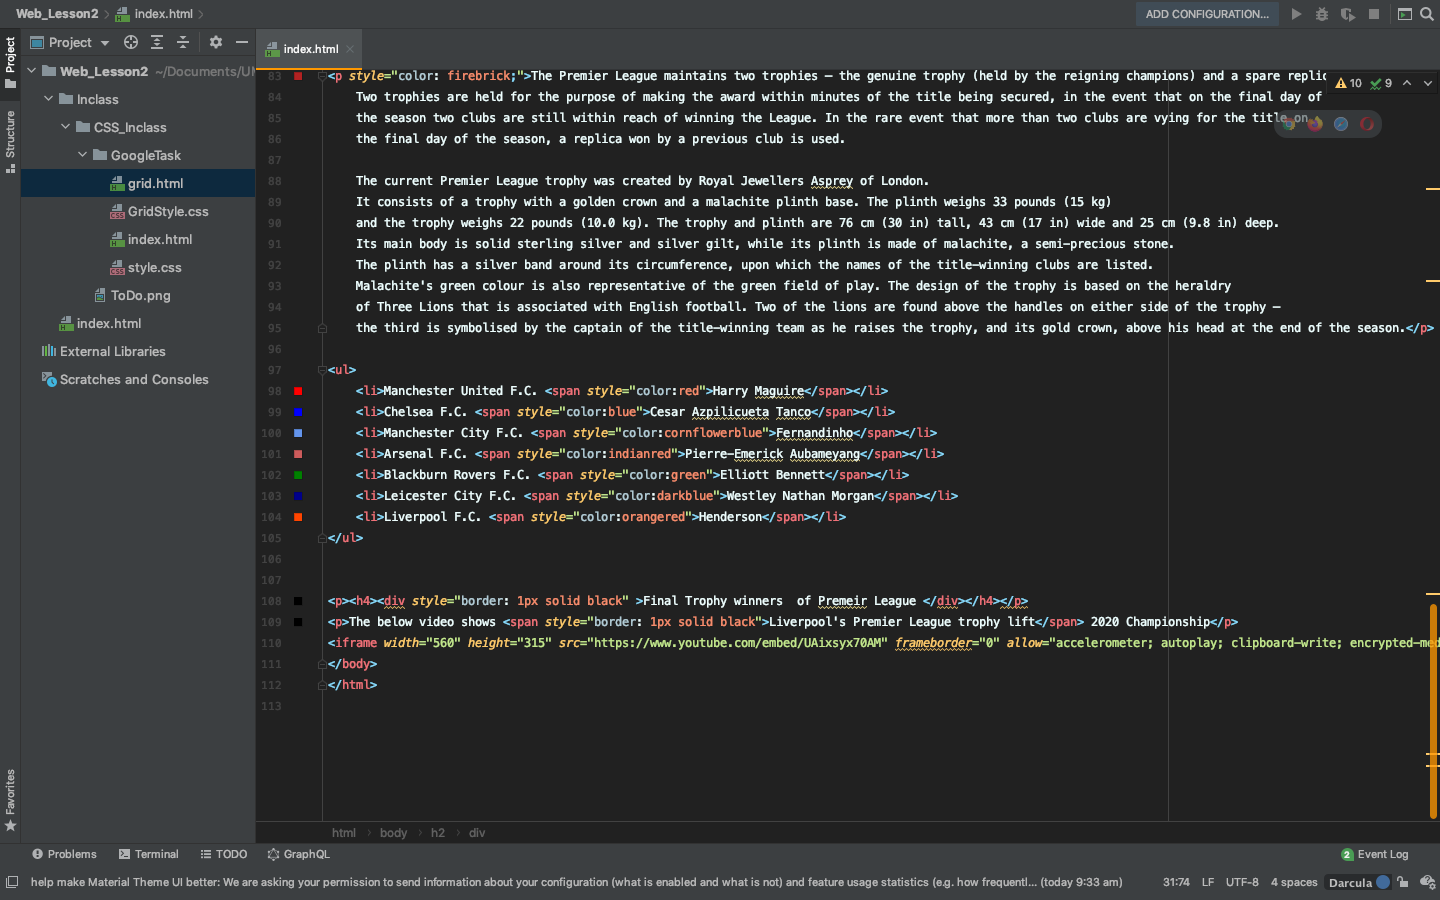 Web_Lesson2 index.html
ADD CONFIGURATION...
Project
index.html
Project
Structure
Favorites
Web_Lesson2 ~/Documents/U
Inclass
CSS_Inclass
GoogleTask
grid.html
GridStyle.css
index.html
style.css
ToDo.png
index.html
External Libraries
Scratches and Consoles
10 9
83 <p style="color: firebrick;">The Premier League maintains two trophies – the genuine trophy (held by the reigning champions) and a spare replic
84 Two trophies are held for the purpose of making the award within minutes of the title being secured, in the event that on the final day of
85 the season two clubs are still within reach of winning the League. In the rare event that more than two clubs are vying for the title on
86 the final day of the season, a replica won by a previous club is used.
87
88 The current Premier League trophy was created by Royal Jewellers Asprey of London.
89 It consists of a trophy with a golden crown and a malachite plinth base. The plinth weighs 33 pounds (15 kg)
90 and the trophy weighs 22 pounds (10.0 kg). The trophy and plinth are 76 cm (30 in) tall, 43 cm (17 in) wide and 25 cm (9.8 in) deep.
91 Its main body is solid sterling silver and silver gilt, while its plinth is made of malachite, a semi-precious stone.
92 The plinth has a silver band around its circumference, upon which the names of the title-winning clubs are listed.
93 Malachite's green colour is also representative of the green field of play. The design of the trophy is based on the heraldry
94 of Three Lions that is associated with English football. Two of the lions are found above the handles on either side of the trophy –
95 the third is symbolised by the captain of the title-winning team as he raises the trophy, and its gold crown, above his head at the end of the season.</p>
96
97 <ul>
98 <li>Manchester United F.C. <span style="color:red">Harry Maguire</span></li>
99 <li>Chelsea F.C. <span style="color:blue">Cesar Azpilicueta Tanco</span></li>
100 <li>Manchester City F.C. <span style="color:cornflowerblue">Fernandinho</span></li>
101 <li>Arsenal F.C. <span style="color:indianred">Pierre-Emerick Aubameyang</span></li>
102 <li>Blackburn Rovers F.C. <span style="color:green">Elliott Bennett</span></li>
103 <li>Leicester City F.C. <span style="color:darkblue">Westley Nathan Morgan</span></li>
104 <li>Liverpool F.C. <span style="color:orangered">Henderson</span></li>
105 </ul>
106
107
108 <p><h4><div style="border: 1px solid black" >Final Trophy winners  of Premeir League </div></h4></p>
109 <p>The below video shows <span style="border: 1px solid black">Liverpool's Premier League trophy lift</span> 2020 Championship</p>
110 <iframe width="560" height="315" src="https://www.youtube.com/embed/UAixsyx70AM" frameborder="0" allow="accelerometer; autoplay; clipboard-write; encrypted-med
111 </body>
112 </html>
113
html body h2 div
Problems Terminal TODO GraphQL 2 Event Log
help make Material Theme UI better: We are asking your permission to send information about your configuration (what is enabled and what is not) and feature usage statistics (e.g. how frequentl... (today 9:33 am) 31:74 LF UTF-8 4 spaces Darcula